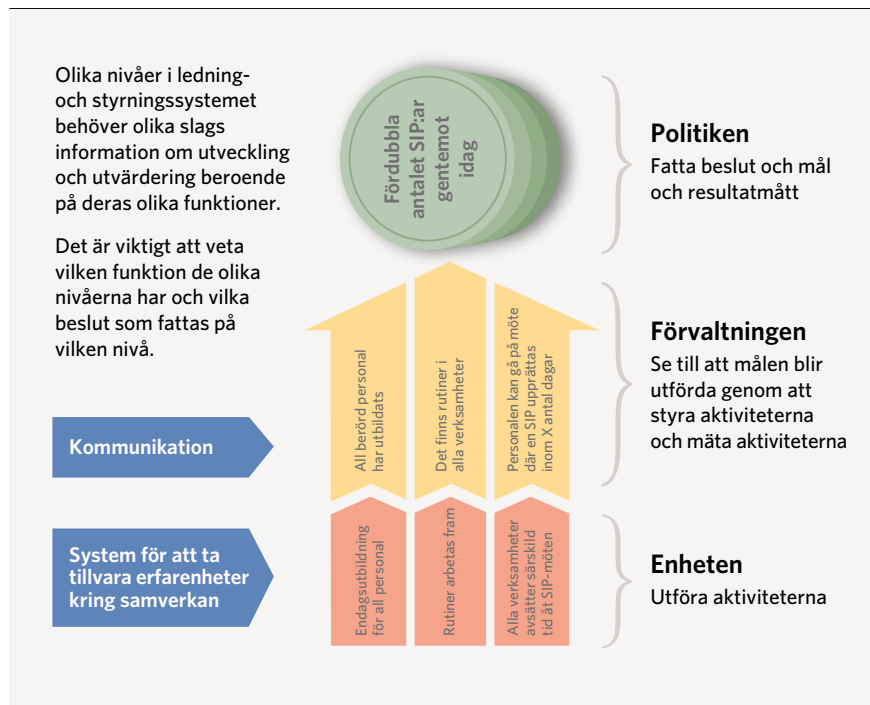 Olika nivåer i lednings-
och styrningssystemet
behöver olika slags
information om utveckling
och utvärdering beroende
på deras olika funktioner.
Det är viktigt att veta
vilken funktion de olika
nivåerna har och vilka
beslut som fattas på
vilken nivå.
Kommunikation
System för att ta
tillvara erfarenheter
kring samverkan
Fördubbla
antalet SIP:ar
gentemot
idag
All berörd personal
har utbildats
Det finns rutiner i
alla verksamheter
Personalen kan gå på möte
där en SIP upprättas
inom X antal dagar
Endagsutbildning
för all personal
Rutiner arbetas fram
Alla verksamheter
avsätter särskild
tid åt SIP-möten
Politiken
Fatta beslut och mål
och resultatmått
Förvaltningen
Se till att målen blir
utförda genom att
styra aktiviteterna
och mäta aktiviteterna
Enheten
Utföra aktiviteterna